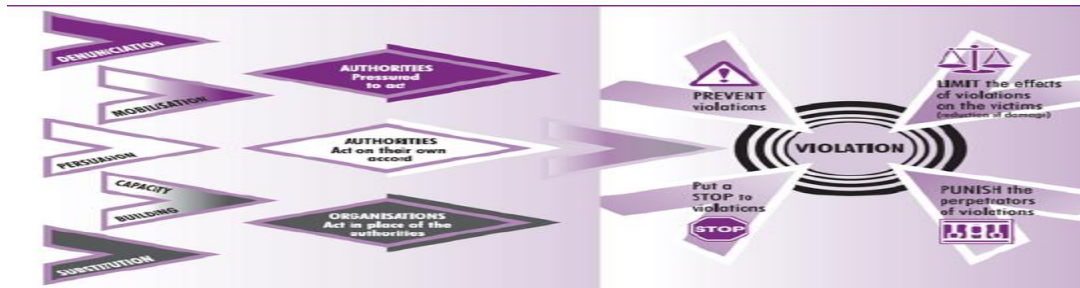 DENUNCIATION
MOBILISATION
PERSUASION
CAPACITY
BUILDING
SUBSTITUTION
AUTHORITIES
Pressured
to act
AUTHORITIES
Act on their own
accord
ORGANISATIONS
Act in place of the
authorities
PREVENT
violations
LIMIT the effects
of violations
on the victims
(reduction of damage)
VIOLATION
Put a
STOP to
violations
STOP
PUNISH the
perpetrators
of violations